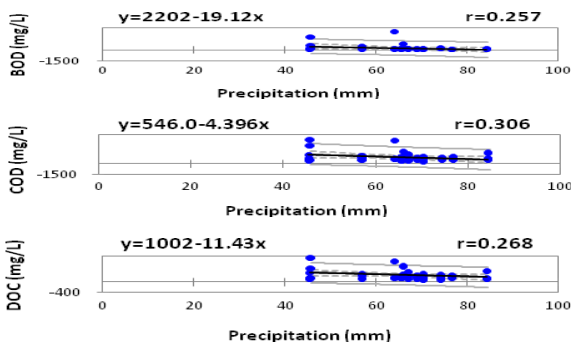 y=2202-19.12x r=0.257
BOD (mg/L)
-1500
0 20 40 60 80 100
Precipitation (mm)
y=546.0-4.396x r=0.306
COD (mg/L)
-1500
0 20 40 60 80 100
Precipitation (mm)
y=1002-11.43x r=0.268
DOC (mg/L)
-400
0 20 40 60 80 100
Precipitation (mm)